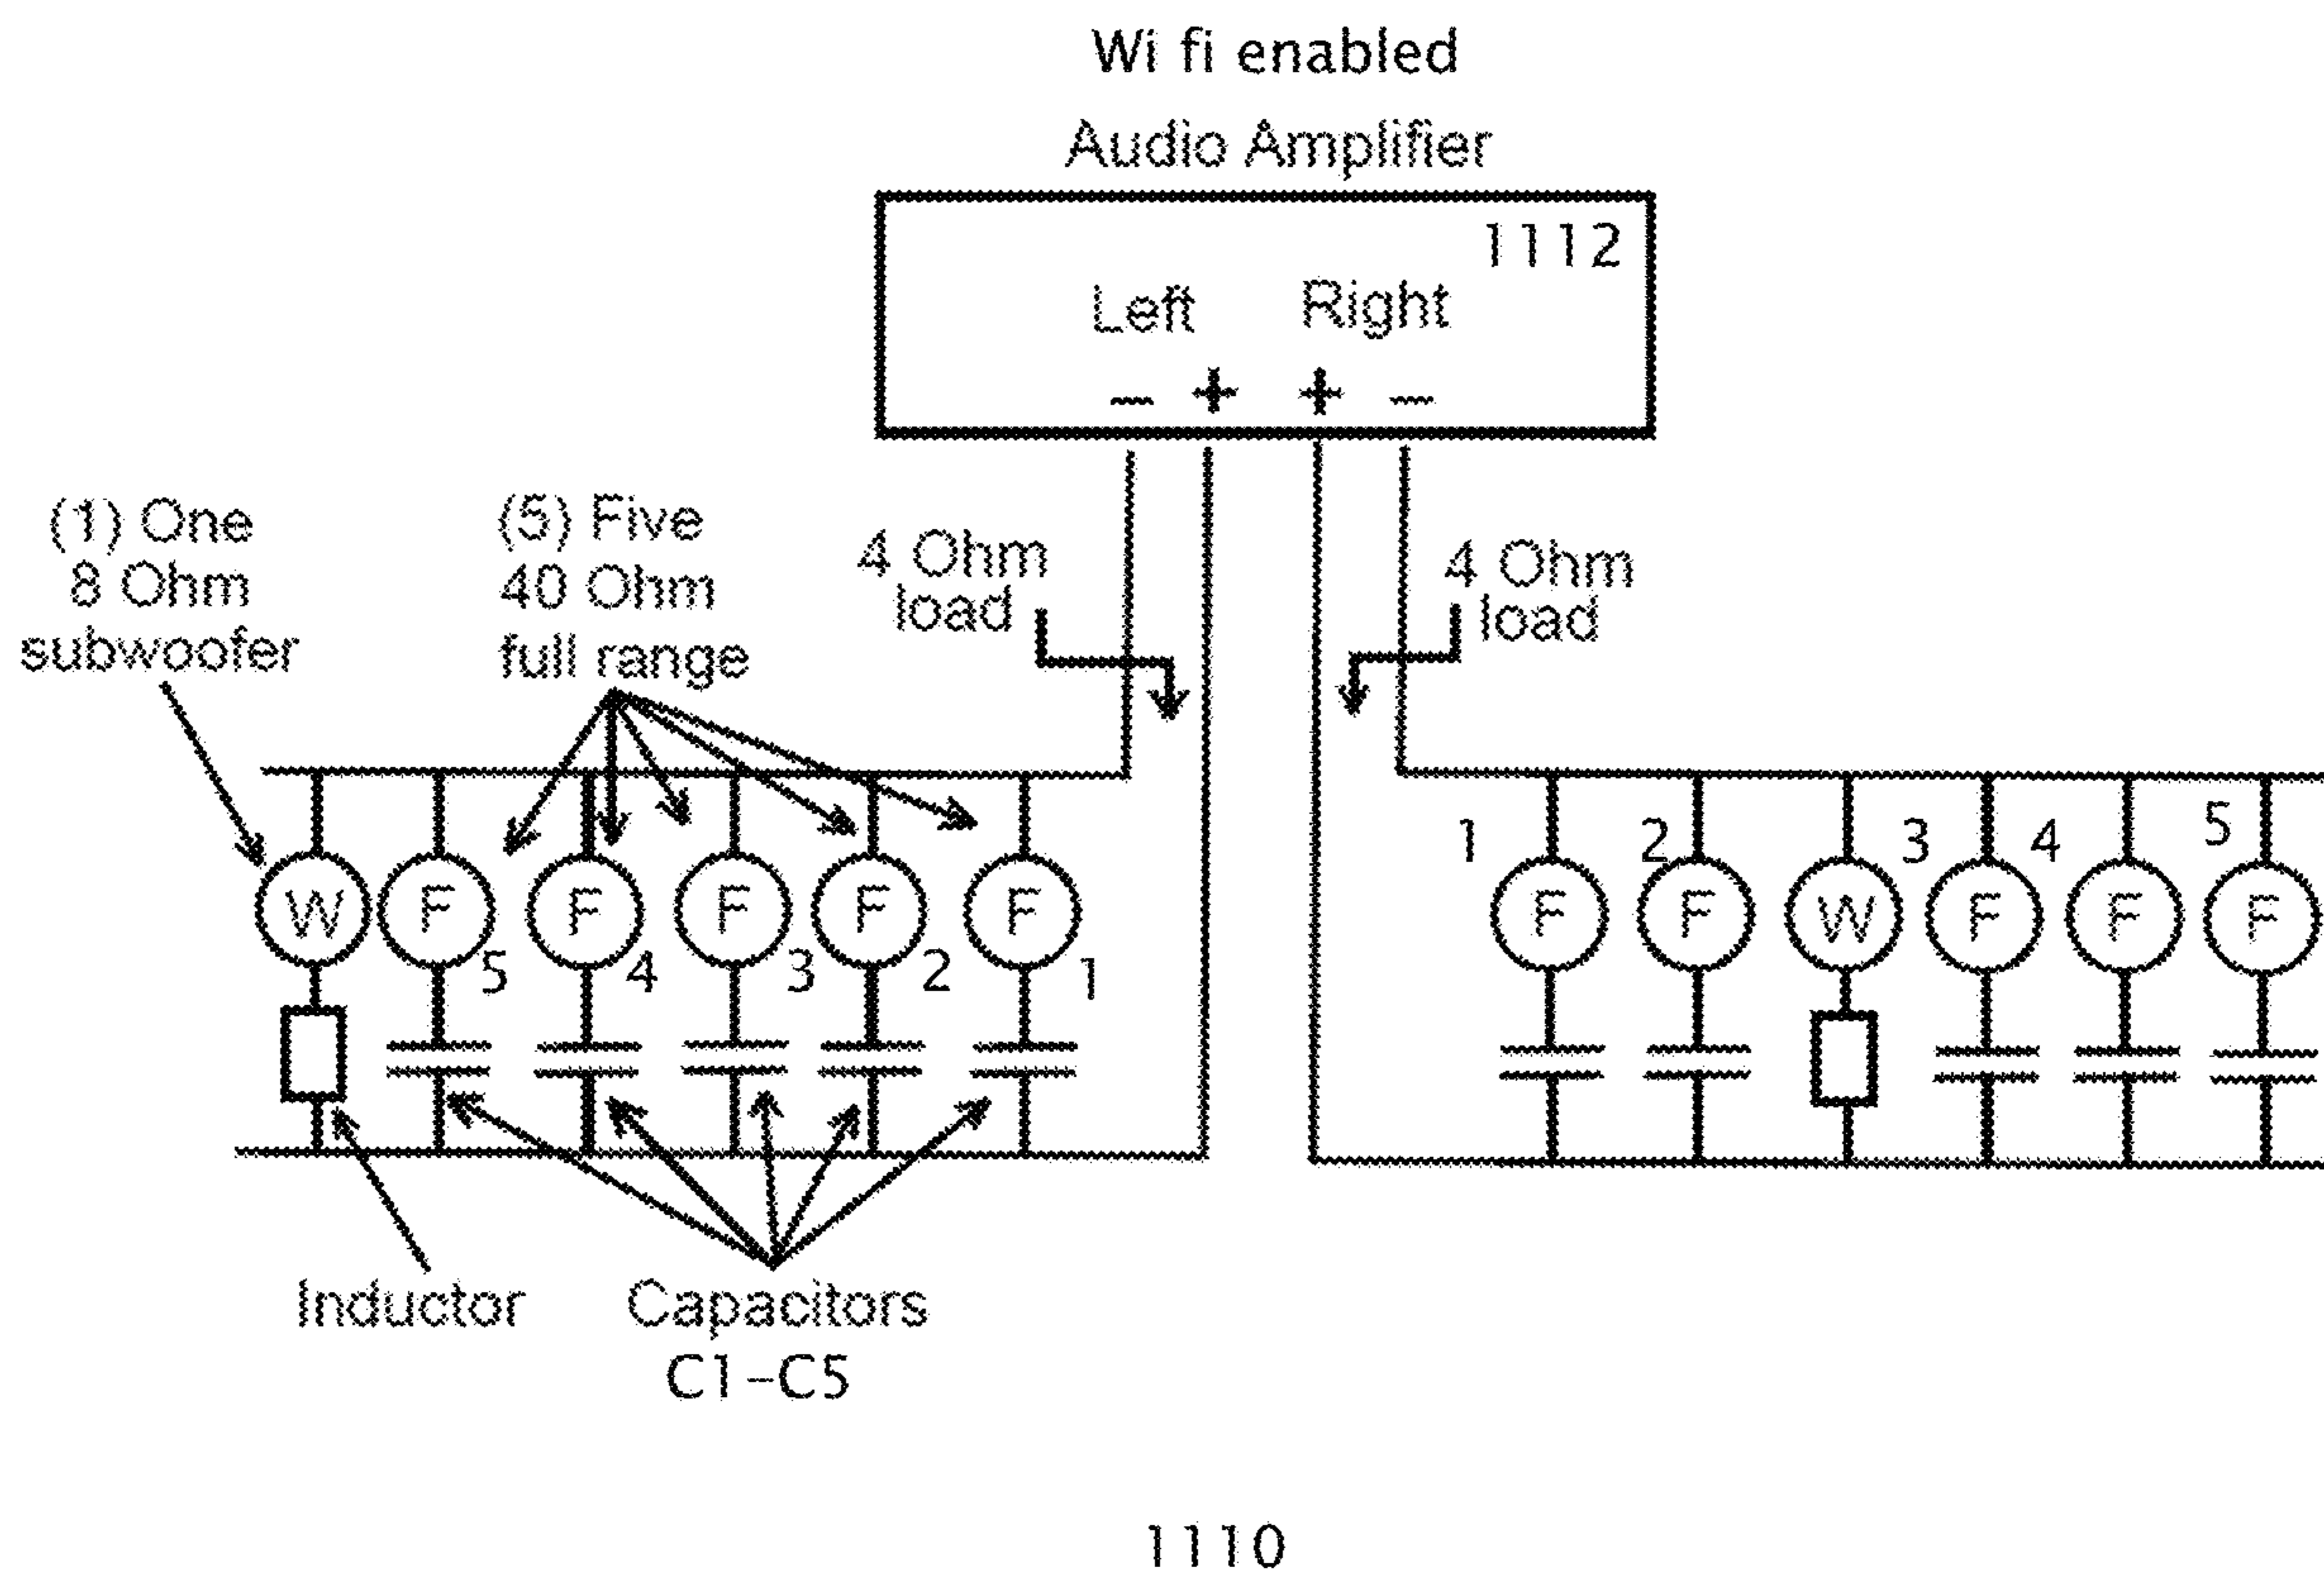 Wi fi enabled
Audio Amplifier
1112
Left Right
– + + –
(1) One
8 Ohm
subwoofer
(5) Five
40 Ohm
full range
4 Ohm
load
4 Ohm
load
1 2 3 4 5
W F F F F F
F F W F F F
5 4 3 2 1
Inductor
Capacitors
C1-C5
1110